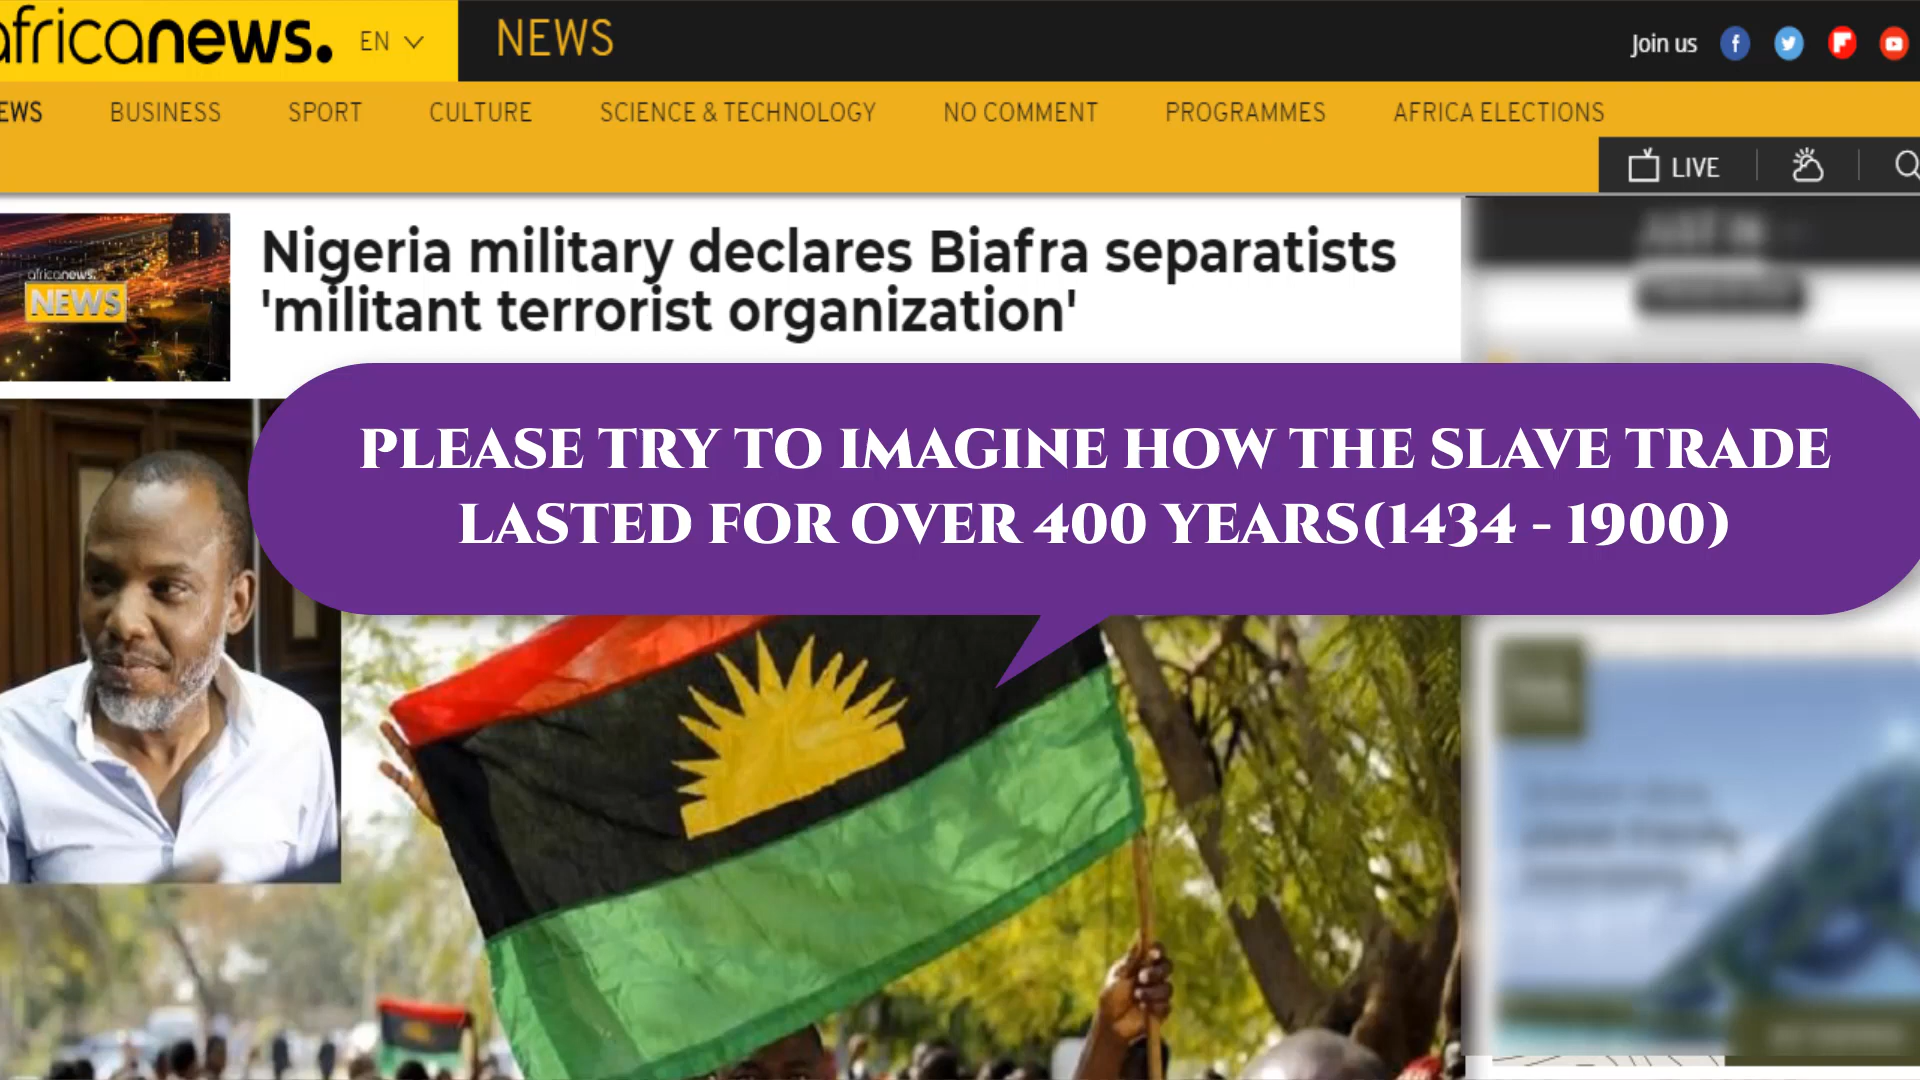 africanews.
EN
NEWS
Join us
EWS
BUSINESS
SPORT
CULTURE
SCIENCE & TECHNOLOGY
NO COMMENT
PROGRAMMES
AFRICA ELECTIONS
LIVE
africanews.
NEWS
Nigeria military declares Biafra separatists
'militant terrorist organization'
PLEASE TRY TO IMAGINE HOW THE SLAVE TRADE
LASTED FOR OVER 400 YEARS(1434 - 1900)